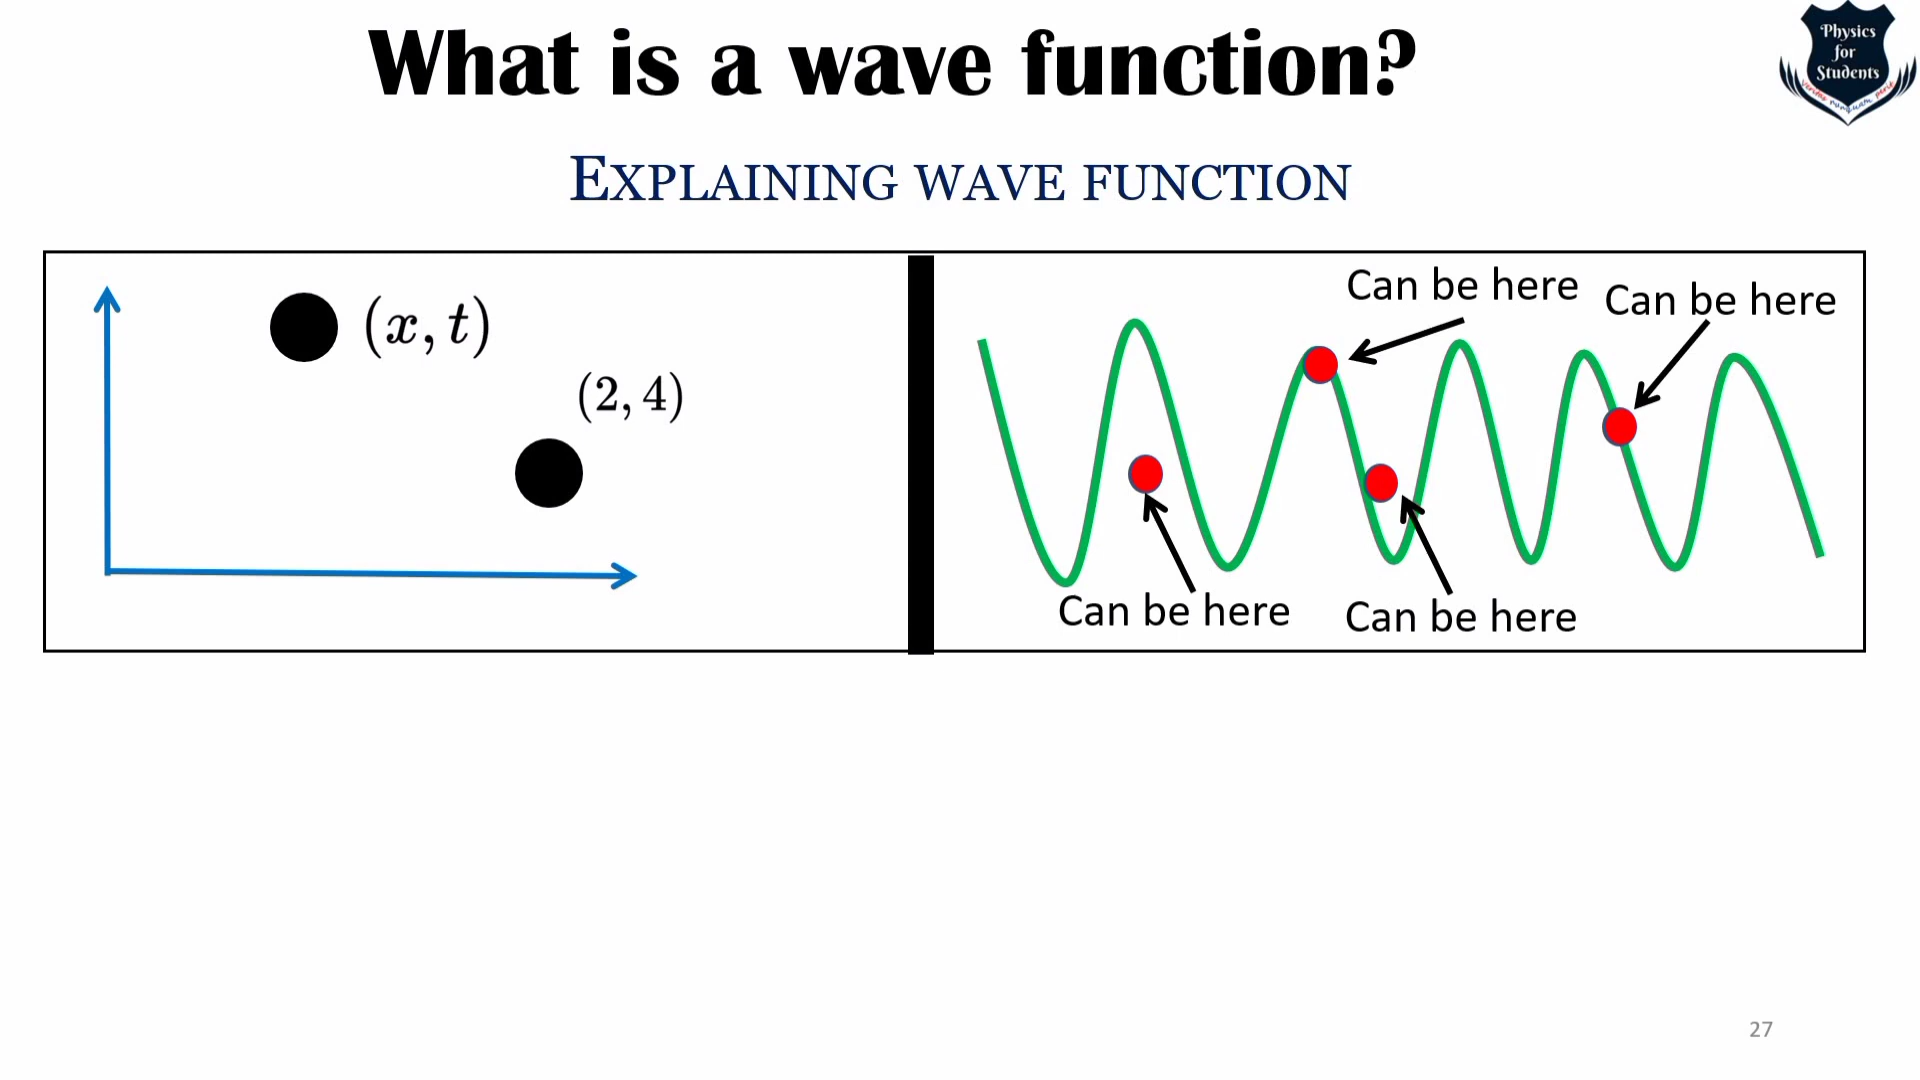 What is a wave function?
Physics
for
Students
EXPLAINING WAVE FUNCTION
(x, t)
(2, 4)
Can be here
Can be here
Can be here
Can be here
27